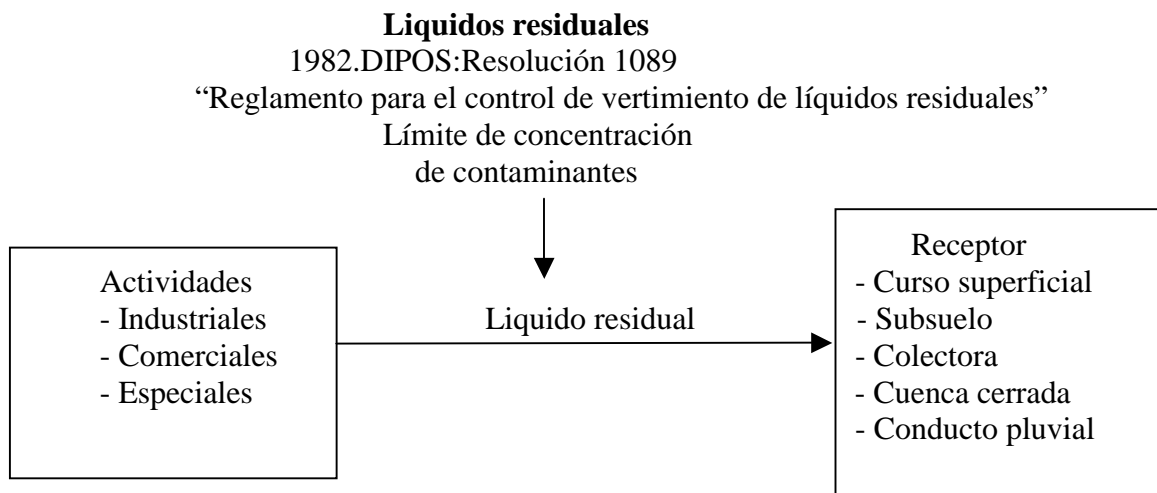 Liquidos residuales
1982.DIPOS:Resolución 1089
“Reglamento para el control de vertimiento de líquidos residuales”
Límite de concentración
de contaminantes
Actividades
- Industriales
- Comerciales
- Especiales
Liquido residual
Receptor
- Curso superficial
- Subsuelo
- Colectora
- Cuenca cerrada
- Conducto pluvial